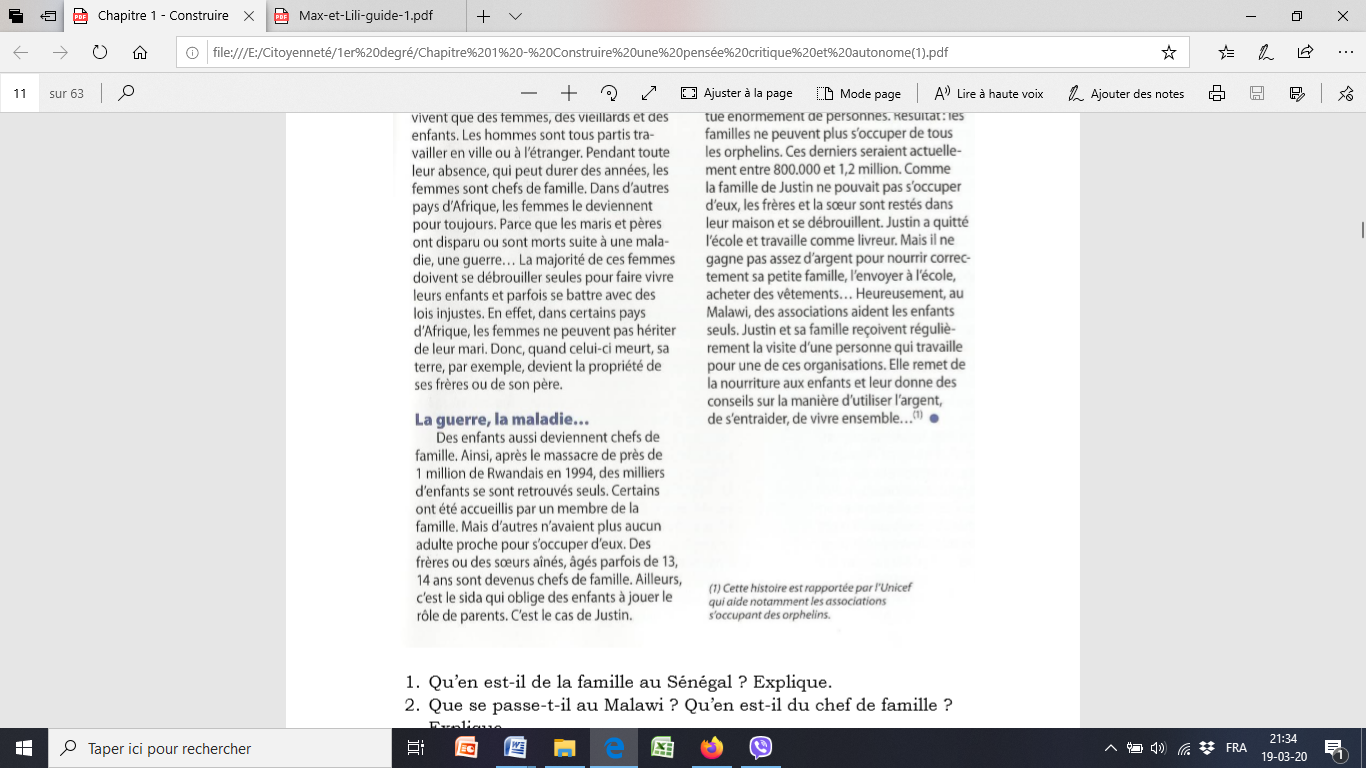 Chapitre 1 - Construire
Max-et-Lili-guide-1.pdf
file:///E:/Citoyenneté/1er%20degré/Chapitre%201%20-%20Construire%20une%20pensée%20critique%20et%20autonome(1).pdf
11 sur 63
Ajuster à la page
Mode page
Lire à haute voix
Ajouter des notes
vivent que des femmes, des vieillards et des
enfants. Les hommes sont tous partis tra-
vailler en ville ou à l'étranger. Pendant toute
leur absence, qui peut durer des années, les
femmes sont chefs de famille. Dans d'autres
pays d'Afrique, les femmes le deviennent
pour toujours. Parce que les maris et pères
ont disparu ou sont morts suite à une mala-
die, une guerre… La majorité de ces femmes
doivent se débrouiller seules pour faire vivre
leurs enfants et parfois se battre avec des
lois injustes. En effet, dans certains pays
d'Afrique, les femmes ne peuvent pas hériter
de leur mari. Donc, quand celui-ci meurt, sa
terre, par exemple, devient la propriété de
ses frères ou de son père.
La guerre, la maladie…
Des enfants aussi deviennent chefs de
famille. Ainsi, après le massacre de près de
1 million de Rwandais en 1994, des milliers
d'enfants se sont retrouvés seuls. Certains
ont été accueillis par un membre de la
famille. Mais d'autres n'avaient plus aucun
adulte proche pour s'occuper d'eux. Des
frères ou des sœurs aînés, âgés parfois de 13,
14 ans sont devenus chefs de famille. Ailleurs,
c'est le sida qui oblige des enfants à jouer le
rôle de parents. C'est le cas de Justin.
tue énormément de personnes. Résultat : les
familles ne peuvent plus s'occuper de tous
les orphelins. Ces derniers seraient actuelle-
ment entre 800.000 et 1,2 million. Comme
la famille de Justin ne pouvait pas s'occuper
d'eux, les frères et la sœur sont restés dans
leur maison et se débrouillent. Justin a quitté
l'école et travaille comme livreur. Mais il ne
gagne pas assez d'argent pour nourrir correc-
tement sa petite famille, l'envoyer à l'école,
acheter des vêtements… Heureusement, au
Malawi, des associations aident les enfants
seuls. Justin et sa famille reçoivent réguliè-
rement la visite d'une personne qui travaille
pour une de ces organisations. Elle remet de
la nourriture aux enfants et leur donne des
conseils sur la manière d'utiliser l'argent,
de s'entraider, de vivre ensemble…(1)
(1) Cette histoire est rapportée par l'Unicef
qui aide notamment les associations
s'occupant des orphelins.
1. Qu'en est-il de la famille au Sénégal ? Explique.
2. Que se passe-t-il au Malawi ? Qu'en est-il du chef de famille ?
Explique
Taper ici pour rechercher
FRA
21:34
19-03-20
1